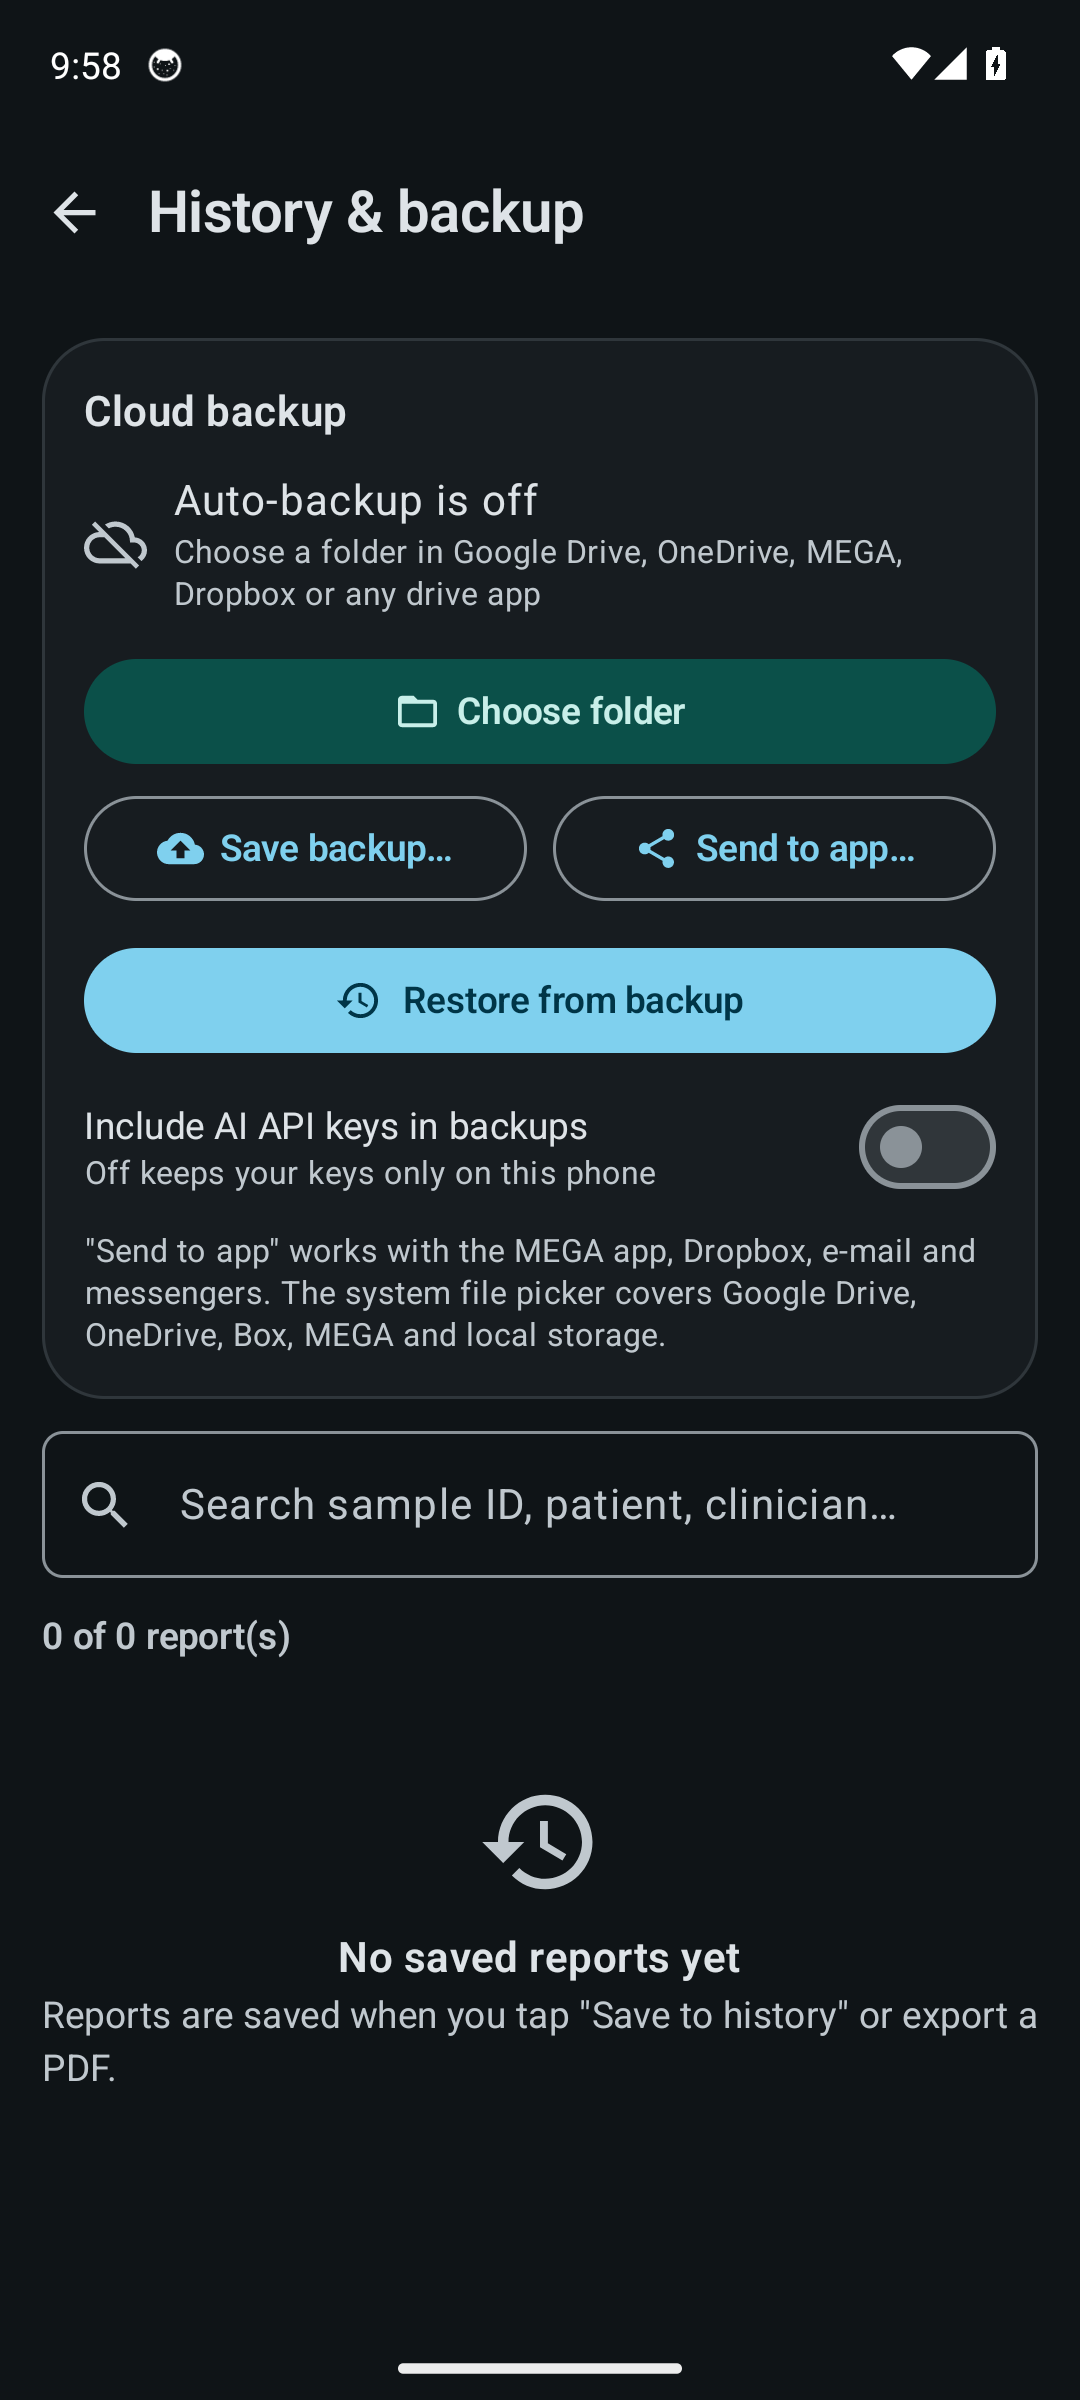 9:58
History & backup
Cloud backup
Auto-backup is off
Choose a folder in Google Drive, OneDrive, MEGA,
Dropbox or any drive app
Choose folder
Save backup…
Send to app…
Restore from backup
Include AI API keys in backups
Off keeps your keys only on this phone
"Send to app" works with the MEGA app, Dropbox, e-mail and
messengers. The system file picker covers Google Drive,
OneDrive, Box, MEGA and local storage.
Search sample ID, patient, clinician…
0 of 0 report(s)
No saved reports yet
Reports are saved when you tap "Save to history" or export a
PDF.